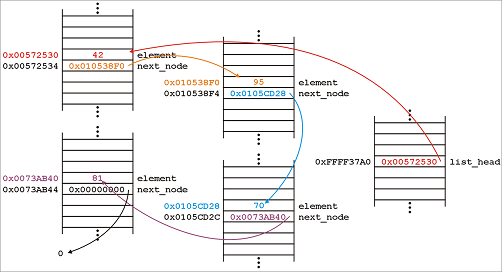 0x00572530 42 element
0x00572534 0x010538F0 next_node
0x010538F0 95 element
0x010538F4 0x0105CD28 next_node
0xFFFF37A0 0x00572530 list_head
0x0073AB40 81 element
0x0073AB44 0x00000000 next_node
0x0105CD28 70 element
0x0105CD2C 0x0073AB40 next_node
0